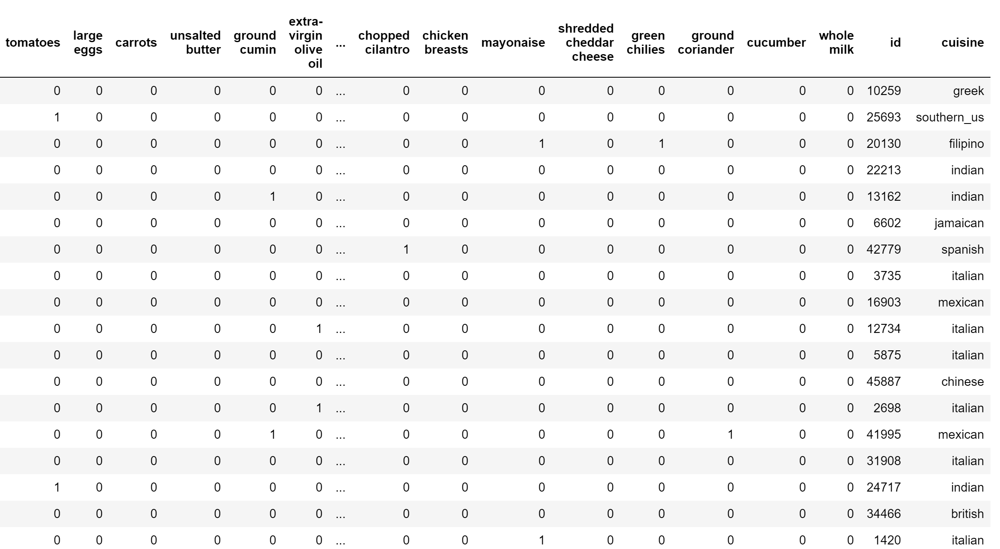 tomatoes large eggs carrots unsalted butter ground cumin extra-virgin olive oil ... chopped cilantro chicken breasts mayonaise shredded cheddar cheese green chilies ground coriander cucumber whole milk id cuisine
0 0 0 0 0 0 ... 0 0 0 0 0 0 0 0 10259 greek
1 0 0 0 0 0 ... 0 0 0 0 0 0 0 0 25693 southern_us
0 0 0 0 0 0 ... 0 0 1 0 1 0 0 0 20130 filipino
0 0 0 0 0 0 ... 0 0 0 0 0 0 0 0 22213 indian
0 0 0 0 1 0 ... 0 0 0 0 0 0 0 0 13162 indian
0 0 0 0 0 0 ... 0 0 0 0 0 0 0 0 6602 jamaican
0 0 0 0 0 0 ... 1 0 0 0 0 0 0 0 42779 spanish
0 0 0 0 0 0 ... 0 0 0 0 0 0 0 0 3735 italian
0 0 0 0 0 0 ... 0 0 0 0 0 0 0 0 16903 mexican
0 0 0 0 0 1 ... 0 0 0 0 0 0 0 0 12734 italian
0 0 0 0 0 0 ... 0 0 0 0 0 0 0 0 5875 italian
0 0 0 0 0 0 ... 0 0 0 0 0 0 0 0 45887 chinese
0 0 0 0 0 1 ... 0 0 0 0 0 0 0 0 2698 italian
0 0 0 0 1 0 ... 0 0 0 0 0 1 0 0 41995 mexican
0 0 0 0 0 0 ... 0 0 0 0 0 0 0 0 31908 italian
1 0 0 0 0 0 ... 0 0 0 0 0 0 0 0 24717 indian
0 0 0 0 0 0 ... 0 0 0 0 0 0 0 0 34466 british
0 0 0 0 0 0 ... 0 0 1 0 0 0 0 0 1420 italian